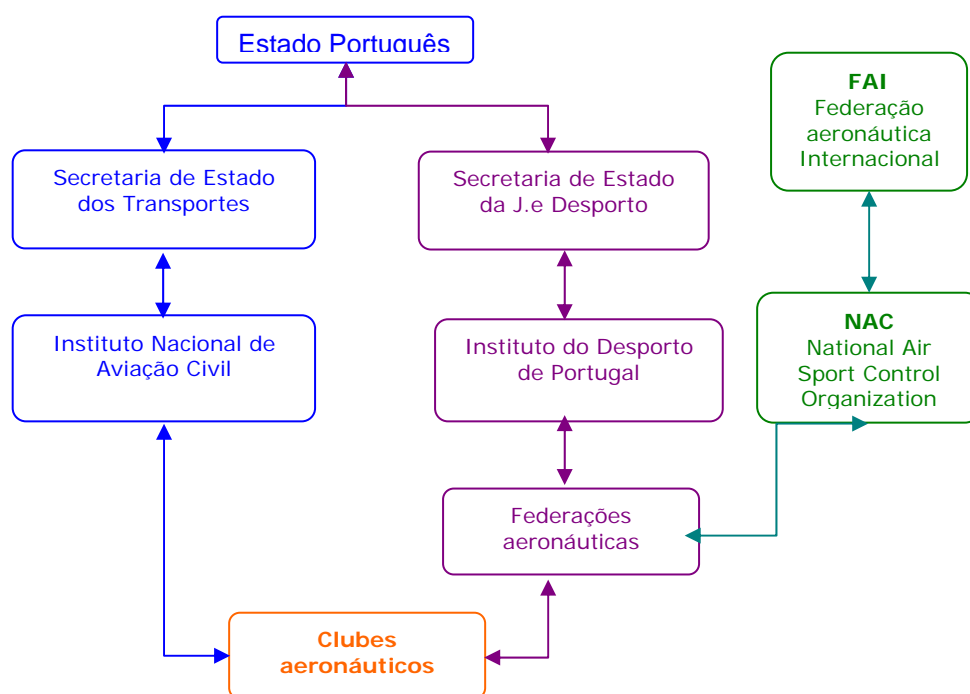 Estado Português
FAI
Federação
aeronáutica
Internacional
Secretaria de Estado
dos Transportes
Secretaria de Estado
da J.e Desporto
NAC
National Air
Sport Control
Organization
Instituto Nacional de
Aviação Civil
Instituto do Desporto
de Portugal
Federações
aeronáuticas
Clubes
aeronáuticos